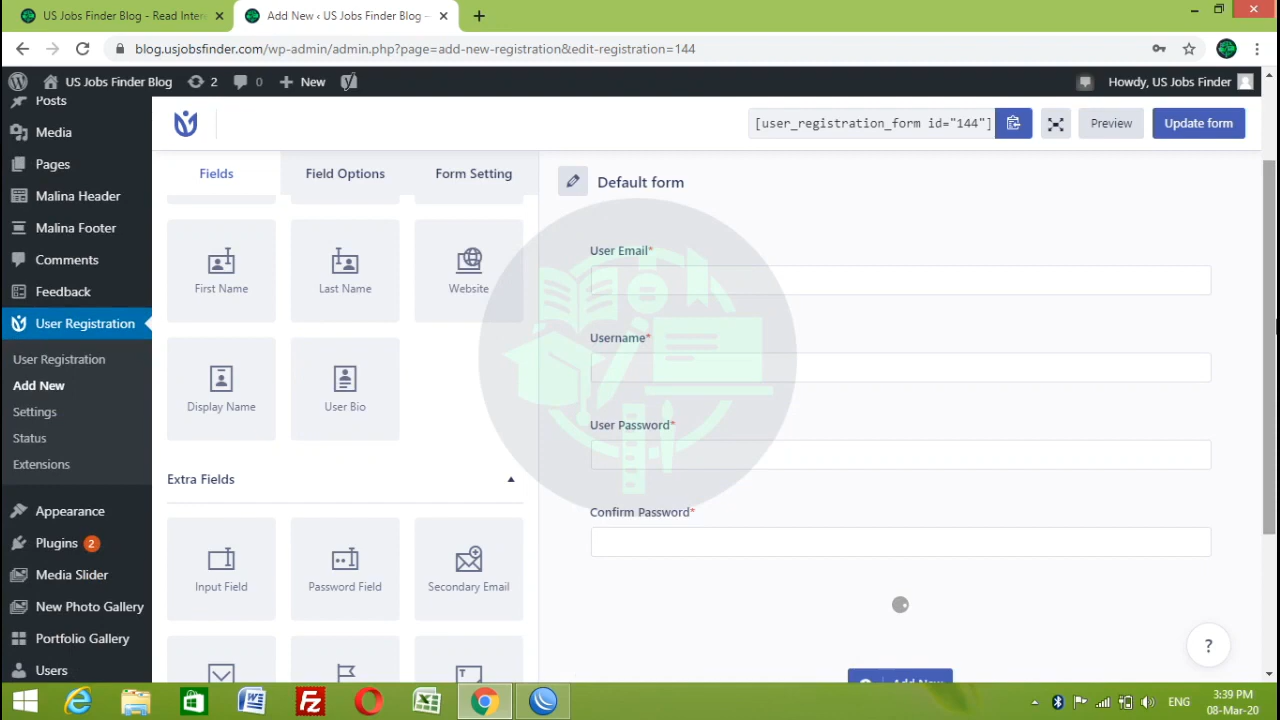 US Jobs Finder Blog - Read Inter
Add New ‹ US Jobs Finder Blog —
blog.usjobsfinder.com/wp-admin/admin.php?page=add-new-registration&edit-registration=144
US Jobs Finder Blog
2
0
New
Howdy, US Jobs Finder
Posts
Media
Pages
Malina Header
Malina Footer
Comments
Feedback
User Registration
User Registration
Add New
Settings
Status
Extensions
Appearance
Plugins 2
Media Slider
New Photo Gallery
Portfolio Gallery
Users
[user_registration_form id="144"]
Preview
Update form
Fields
Field Options
Form Setting
First Name
Last Name
Website
Display Name
User Bio
Extra Fields
Input Field
Password Field
Secondary Email
Default form
User Email*
Username*
User Password*
Confirm Password*
Add New
?
ENG
3:39 PM
08-Mar-20